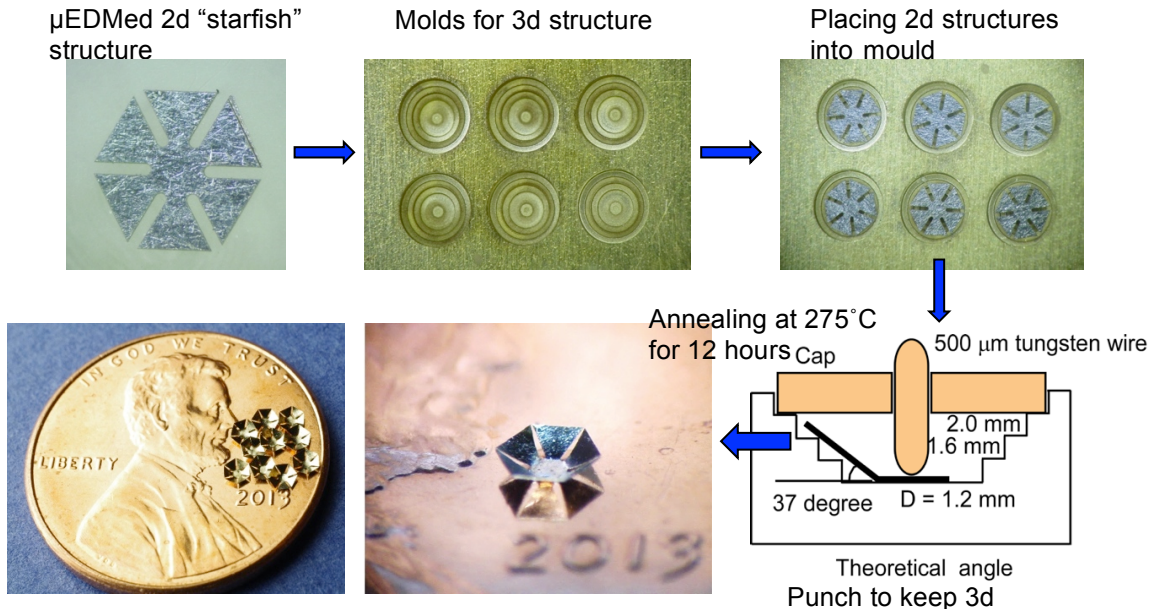 µEDMed 2d “starfish”
structure
Molds for 3d structure
Placing 2d structures
into mould
Annealing at 275˚C
for 12 hours
Cap
500 µm tungsten wire
2.0 mm
1.6 mm
37 degree
D = 1.2 mm
Theoretical angle
Punch to keep 3d
IN GOD WE TRUST
LIBERTY
2013
2013